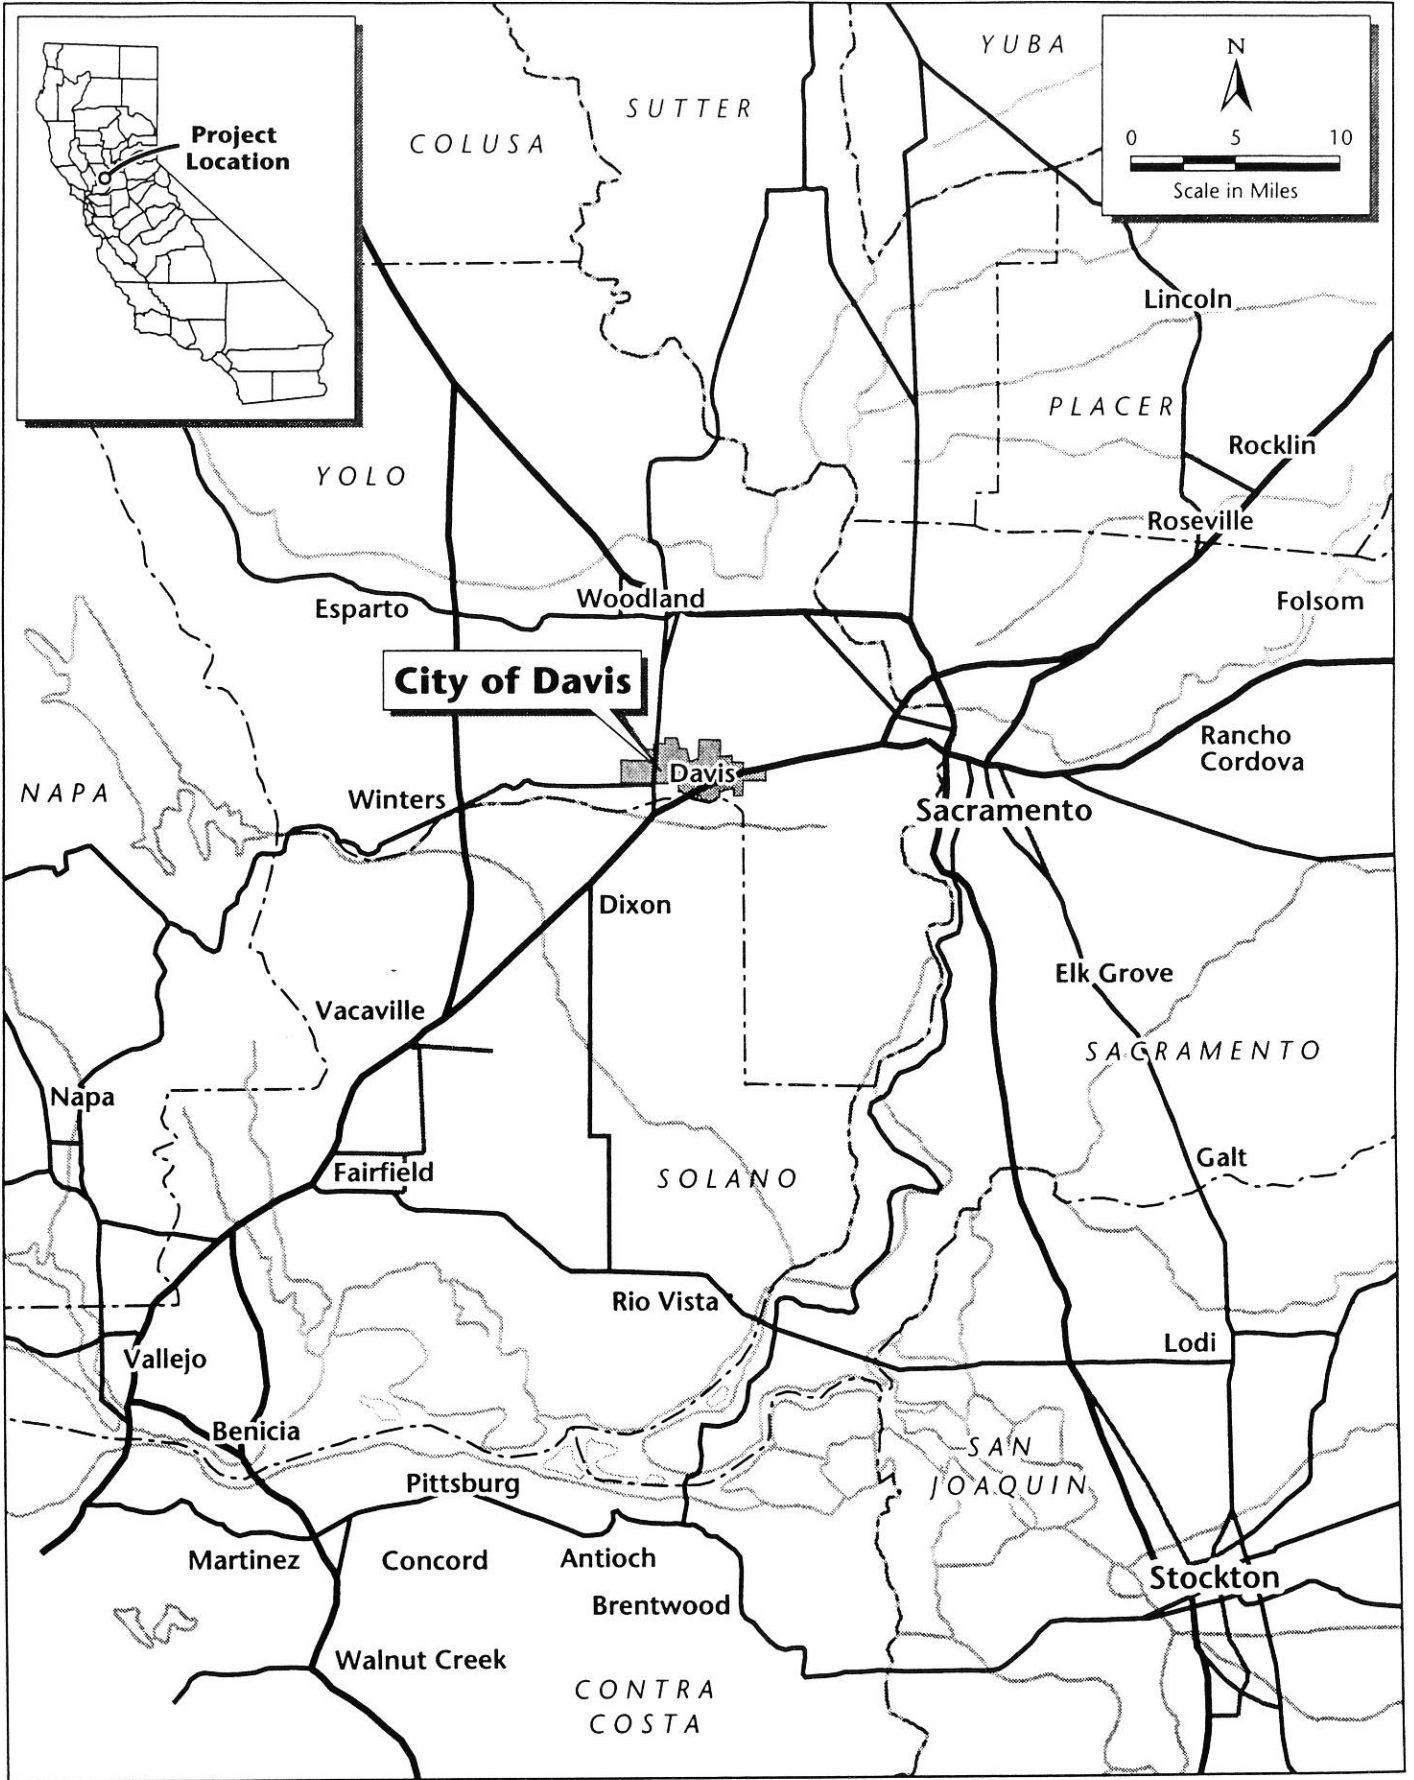 YUBA
N
SUTTER
COLUSA
Project
Location
0 5 10
Scale in Miles
Lincoln
PLACER
Rocklin
YOLO
Roseville
Woodland
Esparto
Folsom
City of Davis
Rancho
Cordova
Davis
NAPA
Winters
Sacramento
Dixon
Elk Grove
Vacaville
SACRAMENTO
Napa
Galt
Fairfield
SOLANO
Rio Vista
Lodi
Vallejo
Benicia
SAN
JOAQUIN
Pittsburg
Martinez
Concord
Antioch
Stockton
Brentwood
Walnut Creek
CONTRA
COSTA